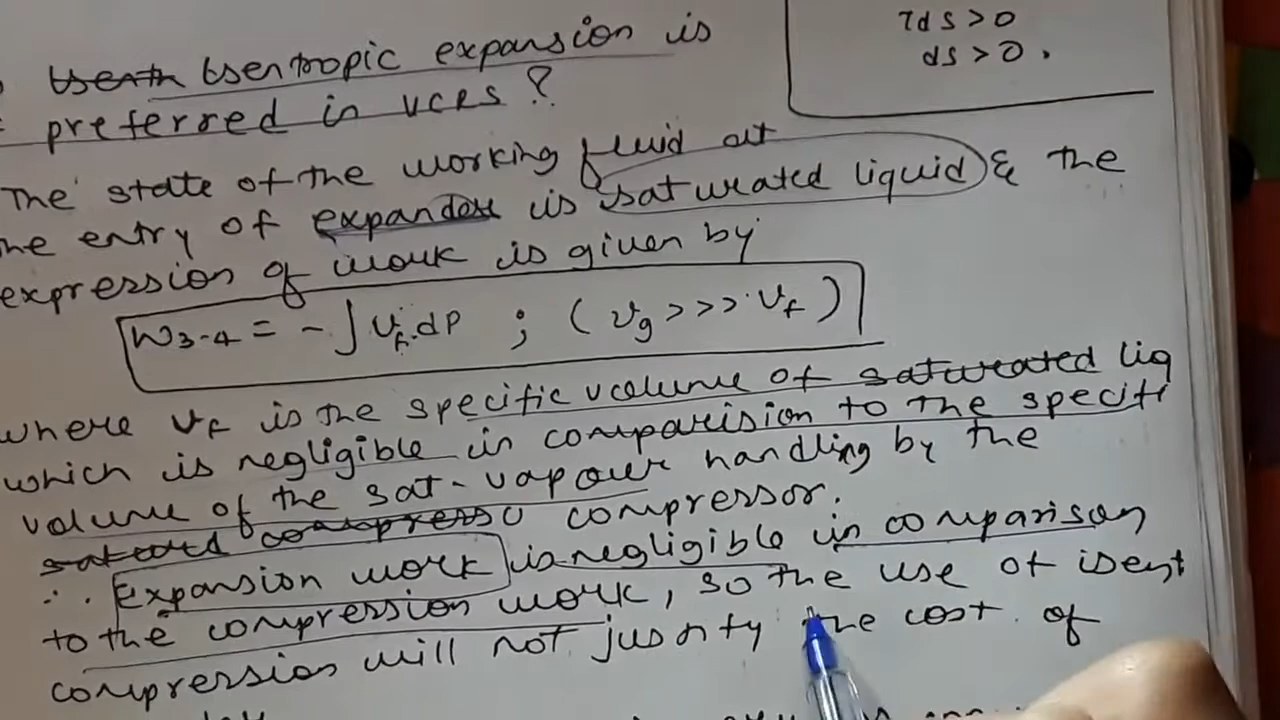 Isentropic expansion is
preferred in VCRS ?
TdS > 0
dS > 0 .
The state of the working fluid at
he entry of expander is saturated liquid & the
expression of work is given by
W3-4 = - ∫ Vf.dP ; ( Vg >>> Vf )
where Vf is the specific volume of saturated liq
which is negligible in comparision to the specifi
volume of the sat-vapour handling by the
compressor.
∴ Expansion work is negligible in comparison
to the compression work, so the use of isent
compression will not justify the cost of